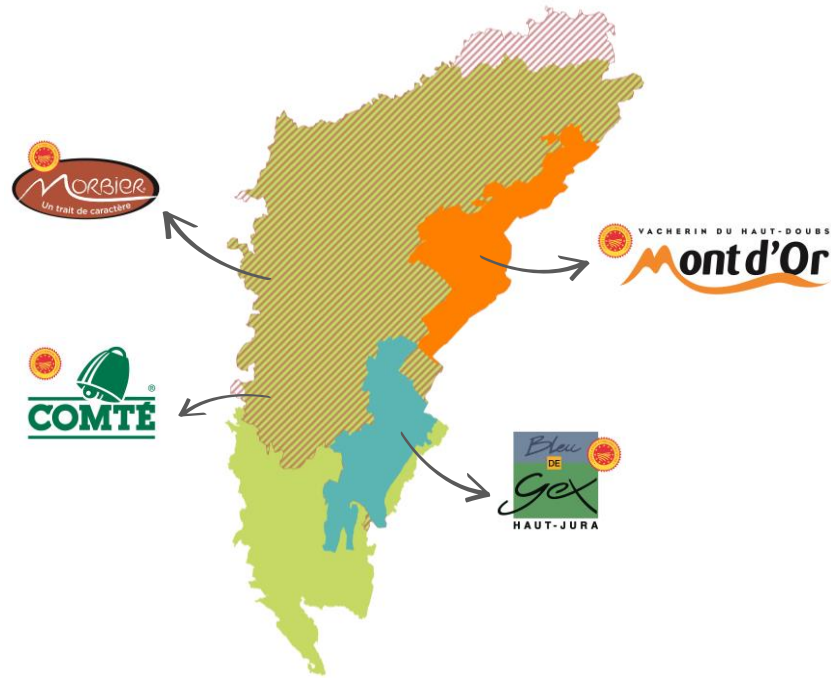 MORBIER
Un trait de caractère
VACHERIN DU HAUT-DOUBS
Mont d'Or
COMTÉ
®
Bleu
DE
Gex
HAUT-JURA